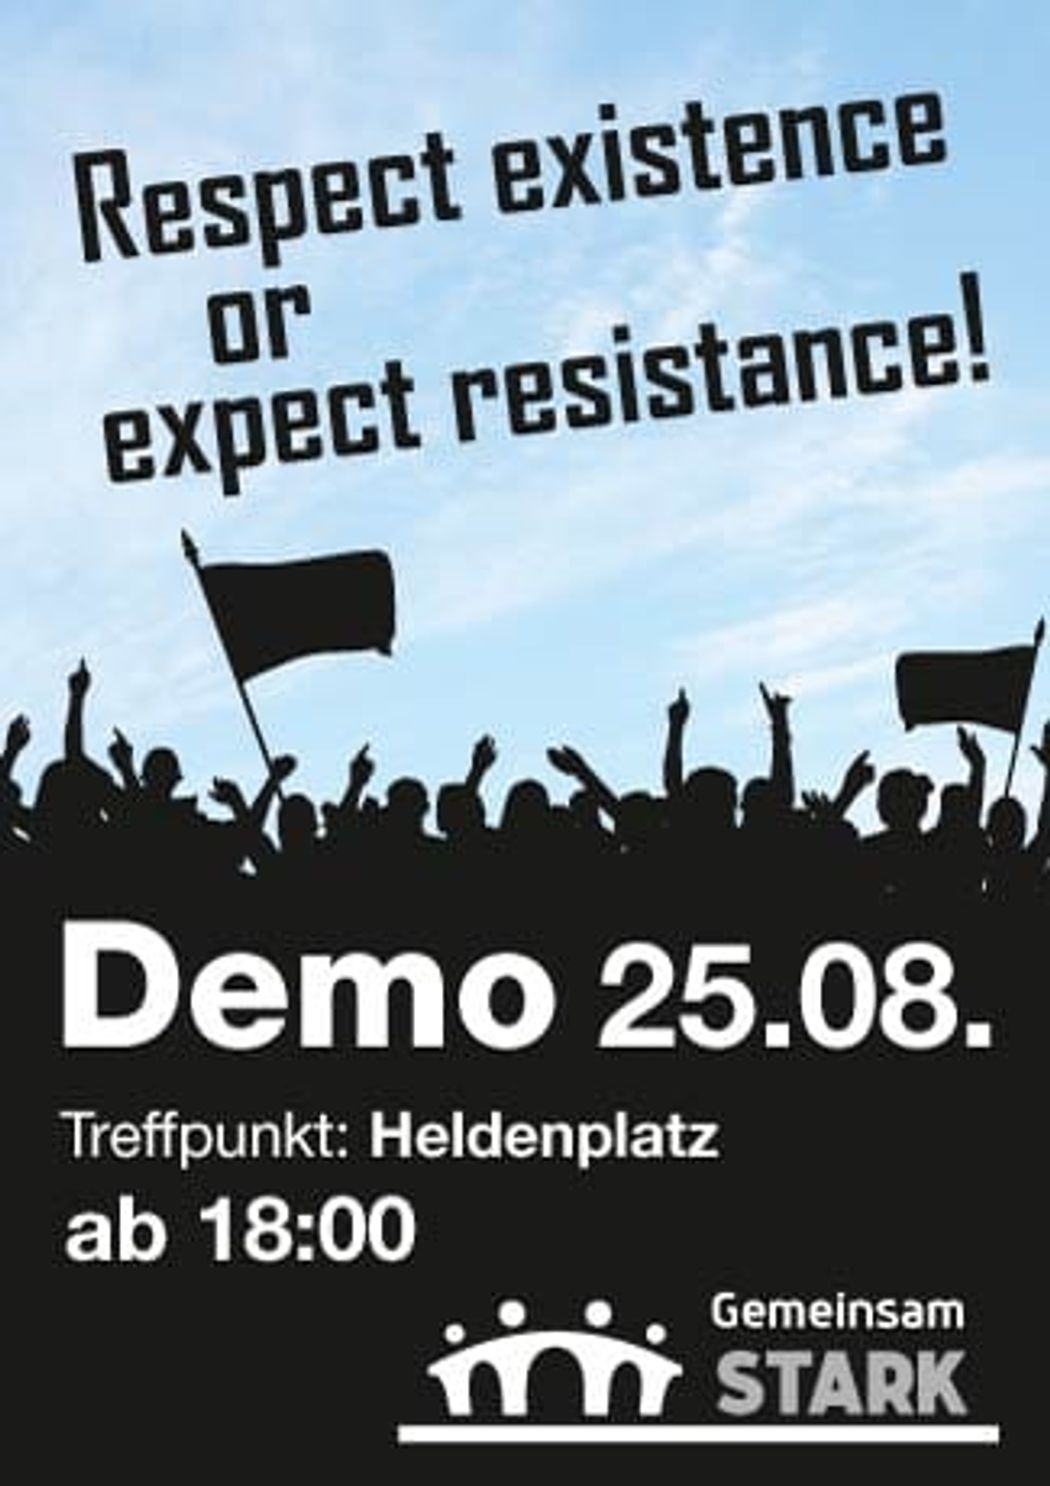 Respect existence
or
expect resistance!
Demo 25.08.
Treffpunkt: Heldenplatz
ab 18:00
Gemeinsam
STARK